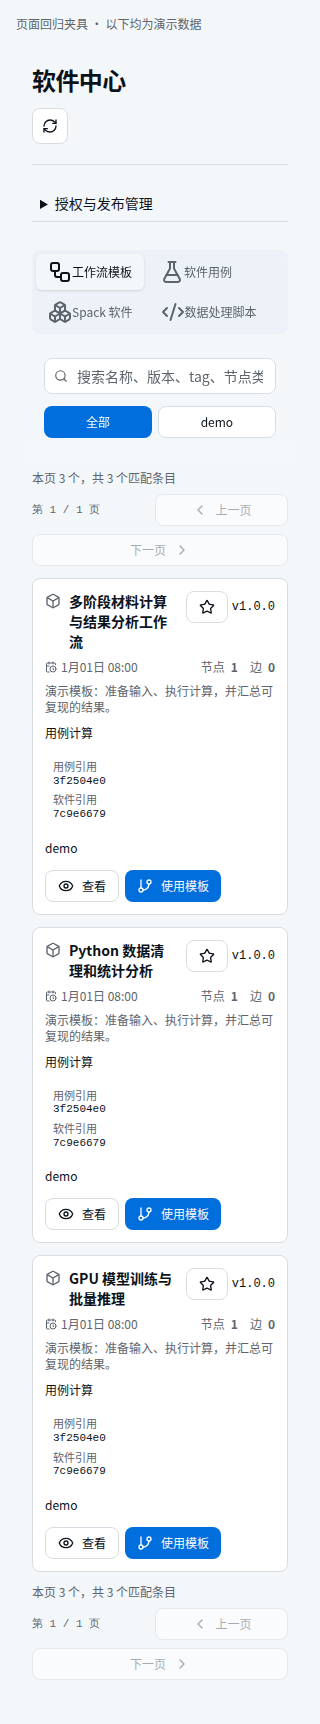 页面回归夹具 · 以下均为演示数据
软件中心
授权与发布管理
工作流模板
软件用例
Spack 软件
数据处理脚本
搜索名称、版本、tag、节点类
全部
demo
本页 3 个，共 3 个匹配条目
第 1 / 1 页
上一页
下一页
多阶段材料计算
与结果分析工作
流
v1.0.0
1月01日 08:00 节点 1 边 0
演示模板：准备输入、执行计算，并汇总可
复现的结果。
用例计算
用例引用
3f2504e0
软件引用
7c9e6679
demo
查看
使用模板
Python 数据清
理和统计分析
v1.0.0
1月01日 08:00 节点 1 边 0
演示模板：准备输入、执行计算，并汇总可
复现的结果。
用例计算
用例引用
3f2504e0
软件引用
7c9e6679
demo
查看
使用模板
GPU 模型训练与
批量推理
v1.0.0
1月01日 08:00 节点 1 边 0
演示模板：准备输入、执行计算，并汇总可
复现的结果。
用例计算
用例引用
3f2504e0
软件引用
7c9e6679
demo
查看
使用模板
本页 3 个，共 3 个匹配条目
第 1 / 1 页
上一页
下一页